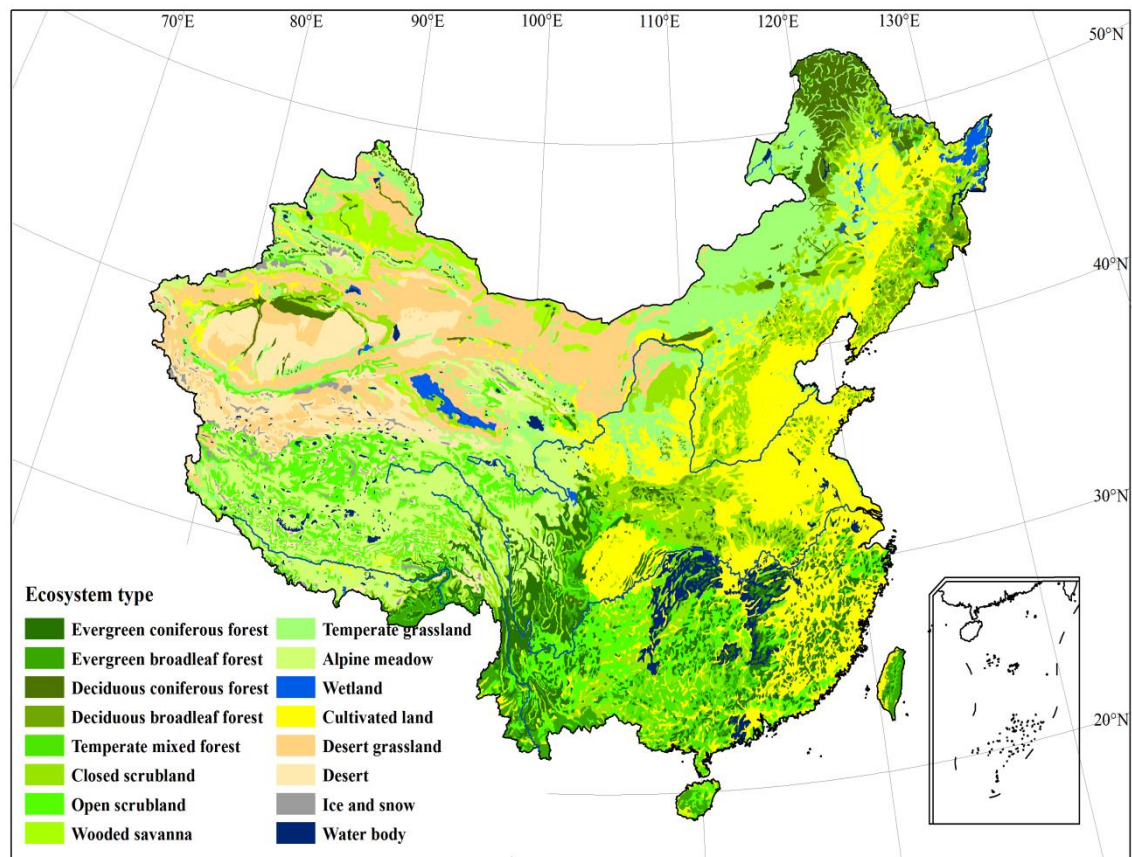 70°E 80°E 90°E 100°E 110°E 120°E 130°E
50°N
40°N
30°N
20°N
Ecosystem type
Evergreen coniferous forest
Evergreen broadleaf forest
Deciduous coniferous forest
Deciduous broadleaf forest
Temperate mixed forest
Closed scrubland
Open scrubland
Wooded savanna
Temperate grassland
Alpine meadow
Wetland
Cultivated land
Desert grassland
Desert
Ice and snow
Water body